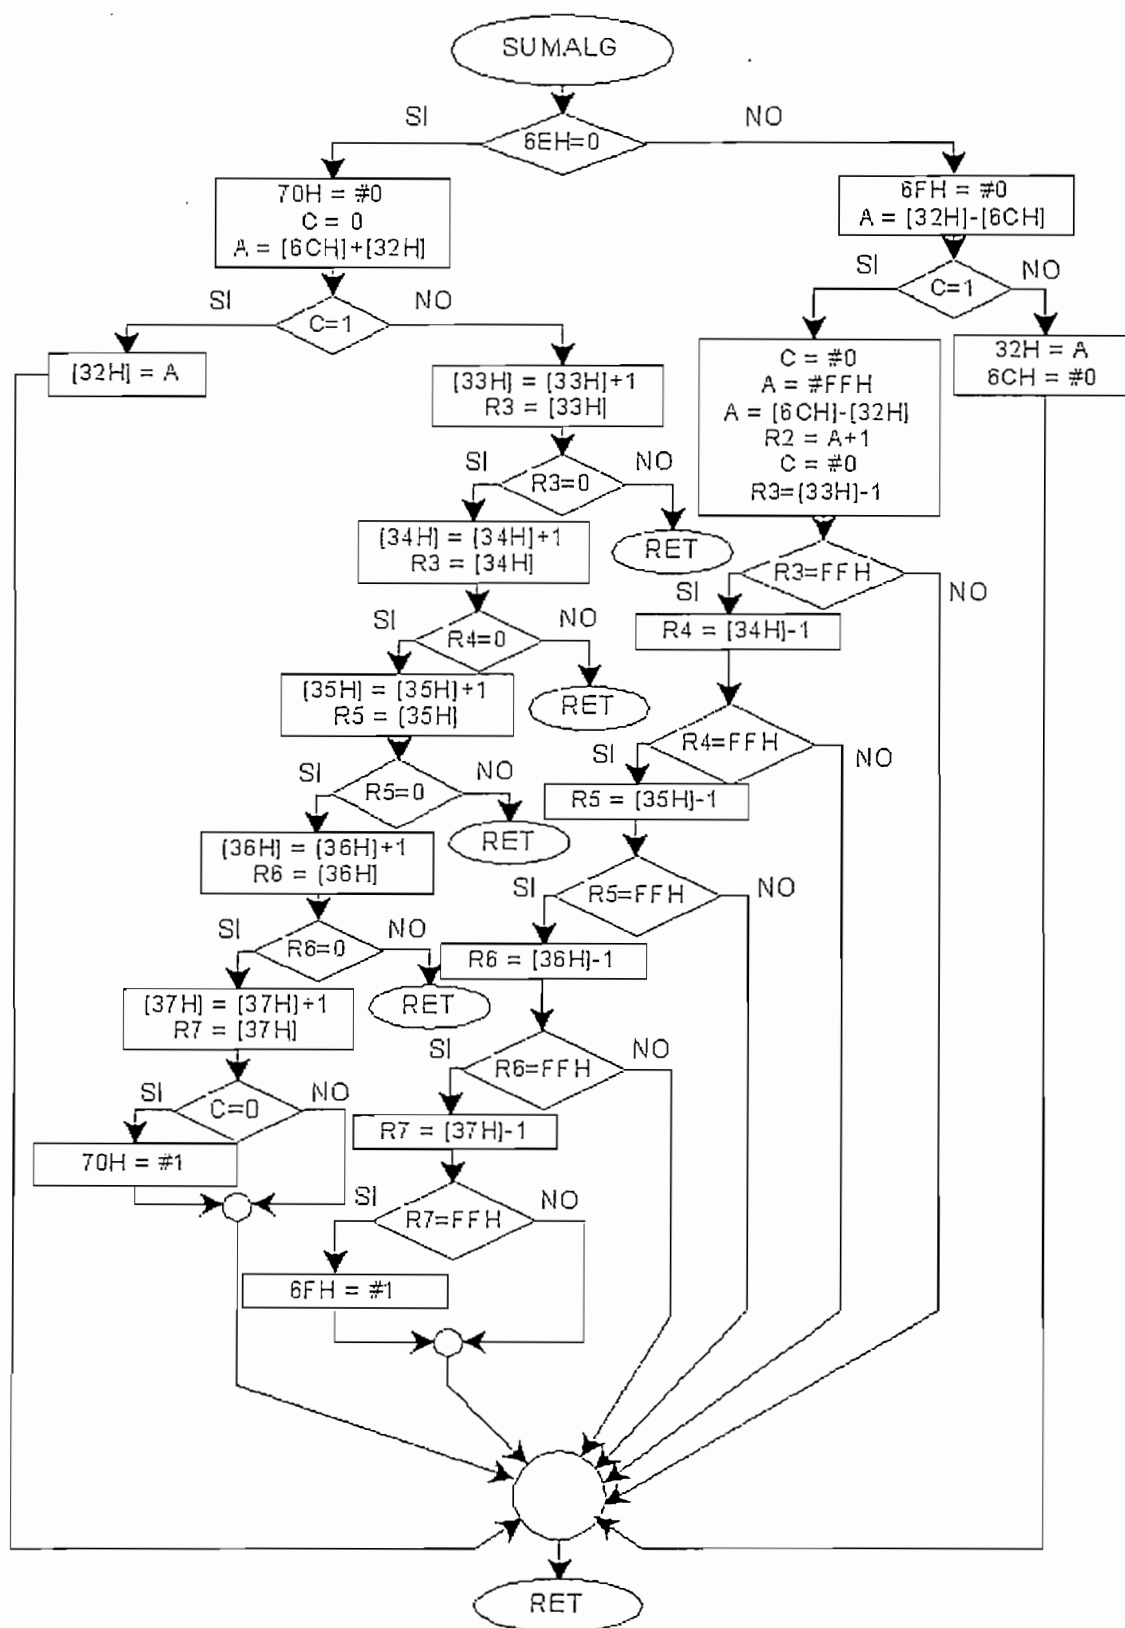 SUMALG
SI
NO
6EH=0
70H = #0
C = 0
A = [6CH]+[32H]
6FH = #0
A = [32H]-[6CH]
SI
NO
C=1
SI
NO
C=1
[32H] = A
[33H] = [33H]+1
R3 = [33H]
C = #0
A = #FFH
A = [6CH]-[32H]
R2 = A+1
C = #0
R3=[33H]-1
32H = A
6CH = #0
SI
NO
R3=0
[34H] = [34H]+1
R3 = [34H]
RET
R3=FFH
SI
NO
SI
NO
R4=0
R4 = [34H]-1
[35H] = [35H]+1
R5 = [35H]
RET
R4=FFH
SI
NO
SI
NO
R5=0
R5 = [35H]-1
[36H] = [36H]+1
R6 = [36H]
RET
SI
NO
R5=FFH
SI
NO
R6=0
R6 = [36H]-1
[37H] = [37H]+1
R7 = [37H]
RET
SI
NO
R6=FFH
SI
NO
C=0
R7 = [37H]-1
70H = #1
SI
NO
R7=FFH
6FH = #1
RET